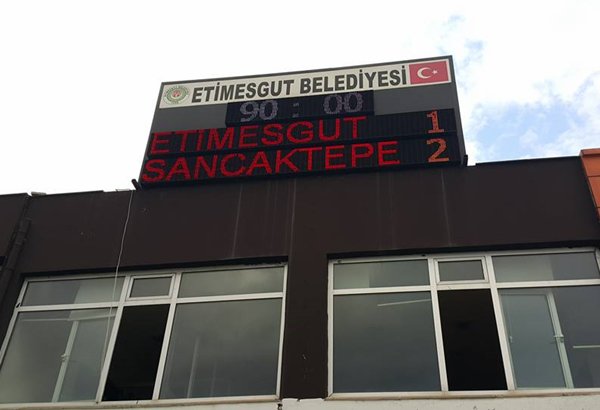 ETİMESGUT BELEDİYESİ
90 : 00
ETİMESGUT 1
SANCAKTEPE 2